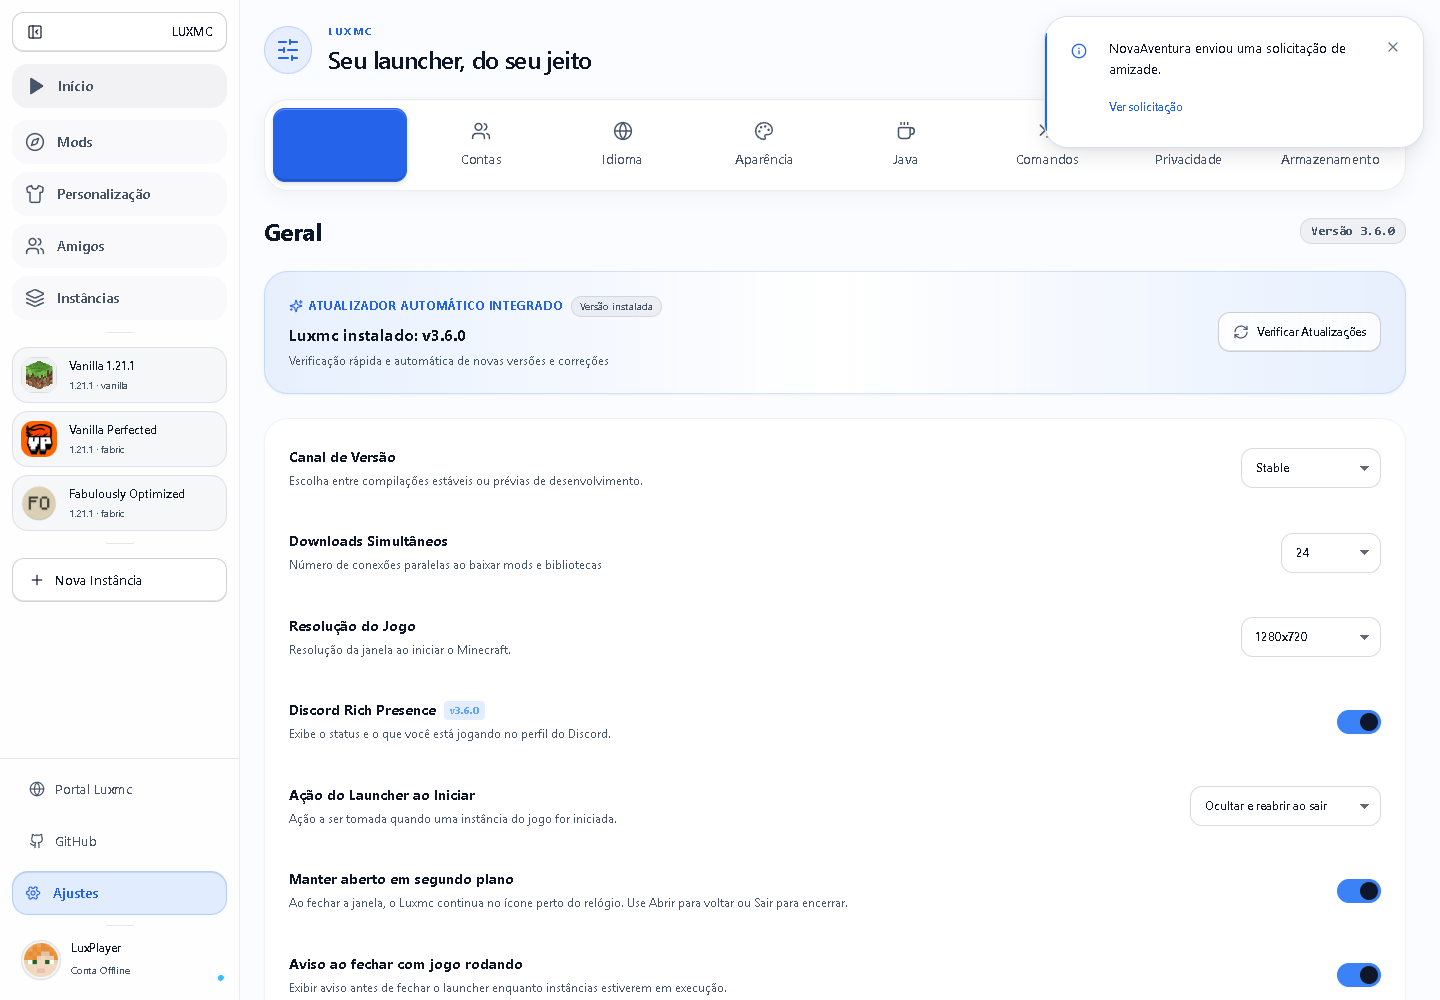 LUXMC
Início
Mods
Personalização
Amigos
Instâncias
Vanilla 1.21.1
1.21.1 · vanilla
Vanilla Perfected
1.21.1 · fabric
Fabulously Optimized
1.21.1 · fabric
Nova Instância
Portal Luxmc
GitHub
Ajustes
LuxPlayer
Conta Offline
LUXMC
Seu launcher, do seu jeito
NovaAventura enviou uma solicitação de
amizade.
Ver solicitação
Contas
Idioma
Aparência
Java
Comandos
Privacidade
Armazenamento
Geral
Versão 3.6.0
ATUALIZADOR AUTOMÁTICO INTEGRADO
Versão instalada
Luxmc instalado: v3.6.0
Verificação rápida e automática de novas versões e correções
Verificar Atualizações
Canal de Versão
Escolha entre compilações estáveis ou prévias de desenvolvimento.
Stable
Downloads Simultâneos
Número de conexões paralelas ao baixar mods e bibliotecas
24
Resolução do Jogo
Resolução da janela ao iniciar o Minecraft.
1280x720
Discord Rich Presence
v3.6.0
Exibe o status e o que você está jogando no perfil do Discord.
Ação do Launcher ao Iniciar
Ação a ser tomada quando uma instância do jogo for iniciada.
Ocultar e reabrir ao sair
Manter aberto em segundo plano
Ao fechar a janela, o Luxmc continua no ícone perto do relógio. Use Abrir para voltar ou Sair para encerrar.
Aviso ao fechar com jogo rodando
Exibir aviso antes de fechar o launcher enquanto instâncias estiverem em execução.
VP
FO